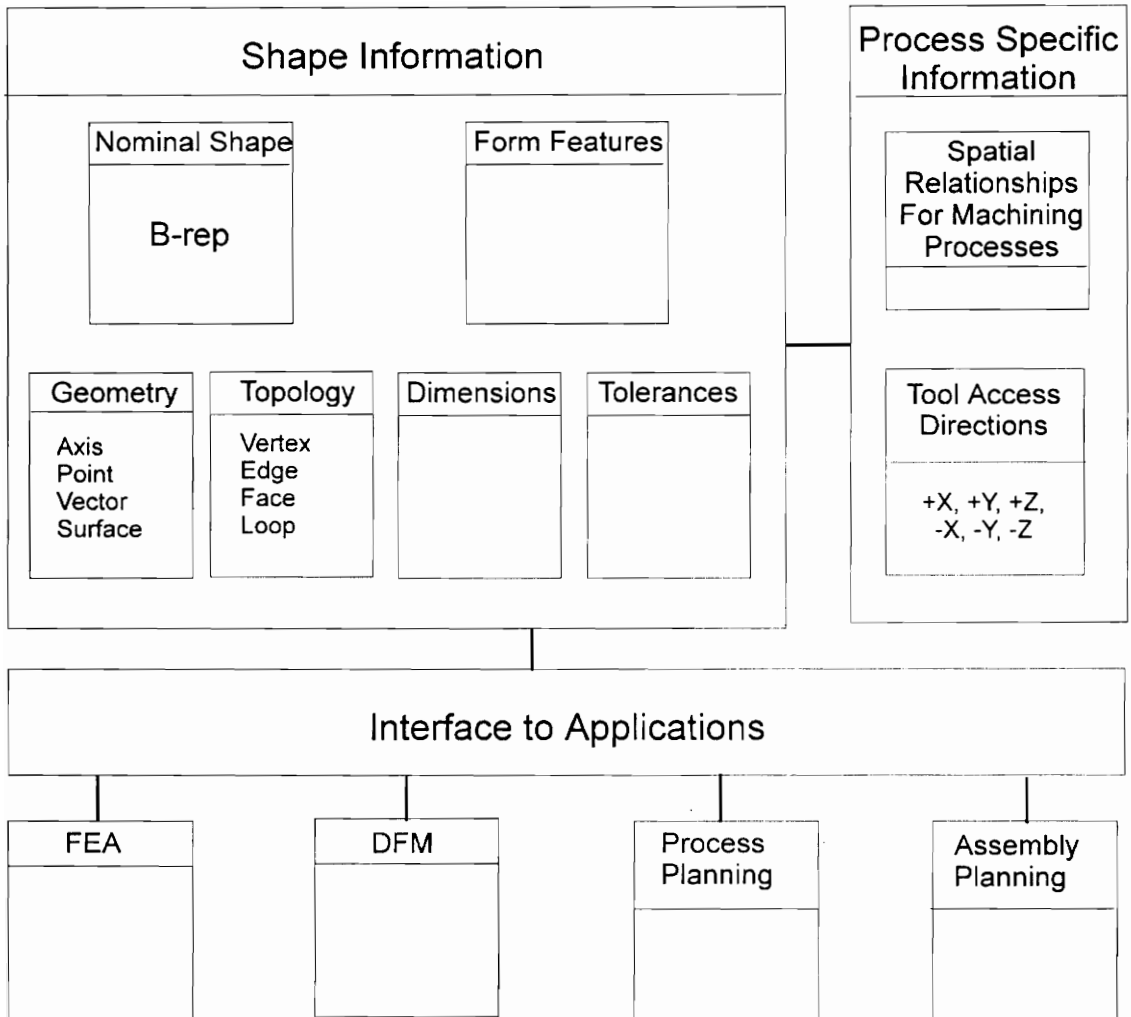 Shape Information
Process Specific
Information
Nominal Shape
B-rep
Form Features
Spatial
Relationships
For Machining
Processes
Geometry
Axis
Point
Vector
Surface
Topology
Vertex
Edge
Face
Loop
Dimensions
Tolerances
Tool Access
Directions
+X, +Y, +Z,
-X, -Y, -Z
Interface to Applications
FEA
DFM
Process
Planning
Assembly
Planning